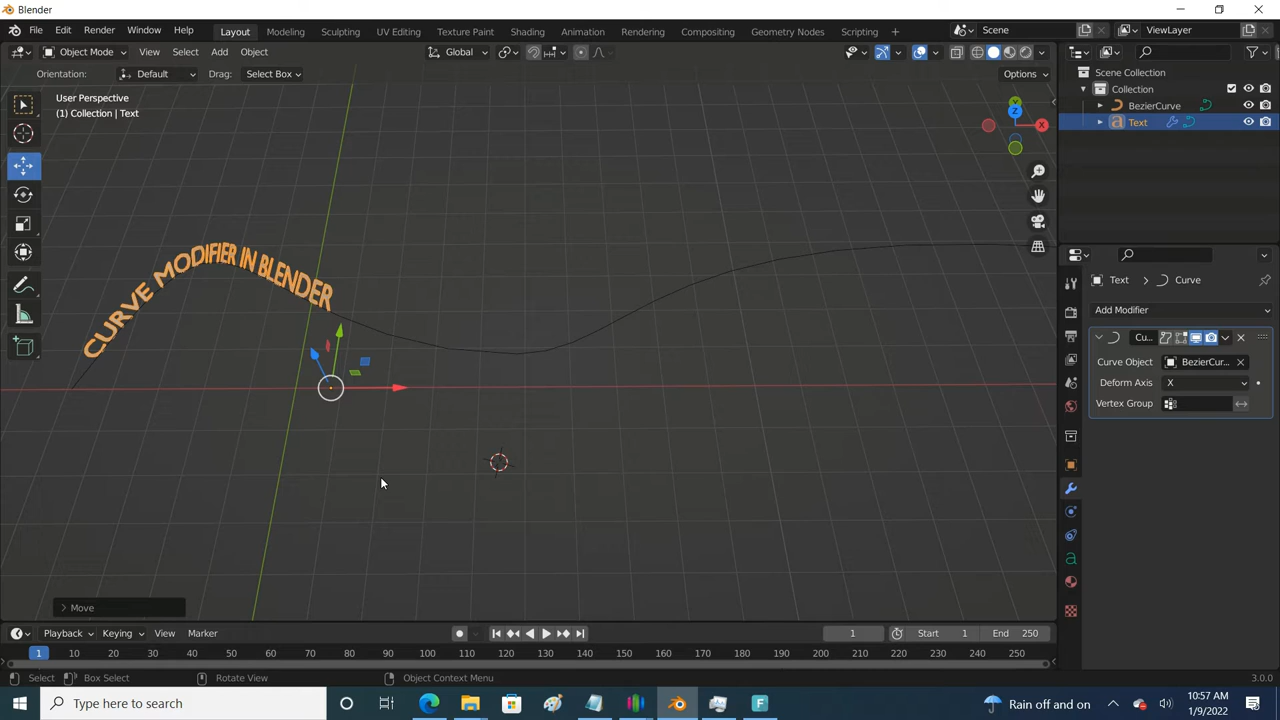 Blender
File Edit Render Window Help Layout Modeling Sculpting UV Editing Texture Paint Shading Animation Rendering Compositing Geometry Nodes Scripting Scene ViewLayer
Object Mode View Select Add Object Global
Orientation: Default Drag: Select Box Options
User Perspective
(1) Collection | Text
Scene Collection
Collection
BezierCurve
Text
Y
Z
X
CURVE MODIFIER IN BLENDER
Text > Curve
Add Modifier
Cu...
Curve Object BezierCur...
Deform Axis X
Vertex Group
> Move
Playback Keying View Marker 1 Start 1 End 250
1 10 20 30 40 50 60 70 80 90 100 110 120 130 140 150 160 170 180 190 200 210 220 230 240 250
Select Box Select Rotate View Object Context Menu 3.0.0
Type here to search Rain off and on 10:57 AM
1/9/2022